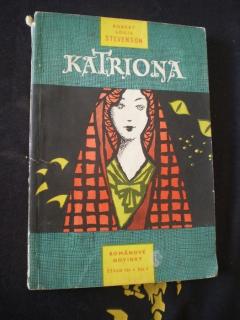 ROBERT
LOUIS
STEVENSON
KATRIONA
ROMÁNOVÉ
NOVINKY